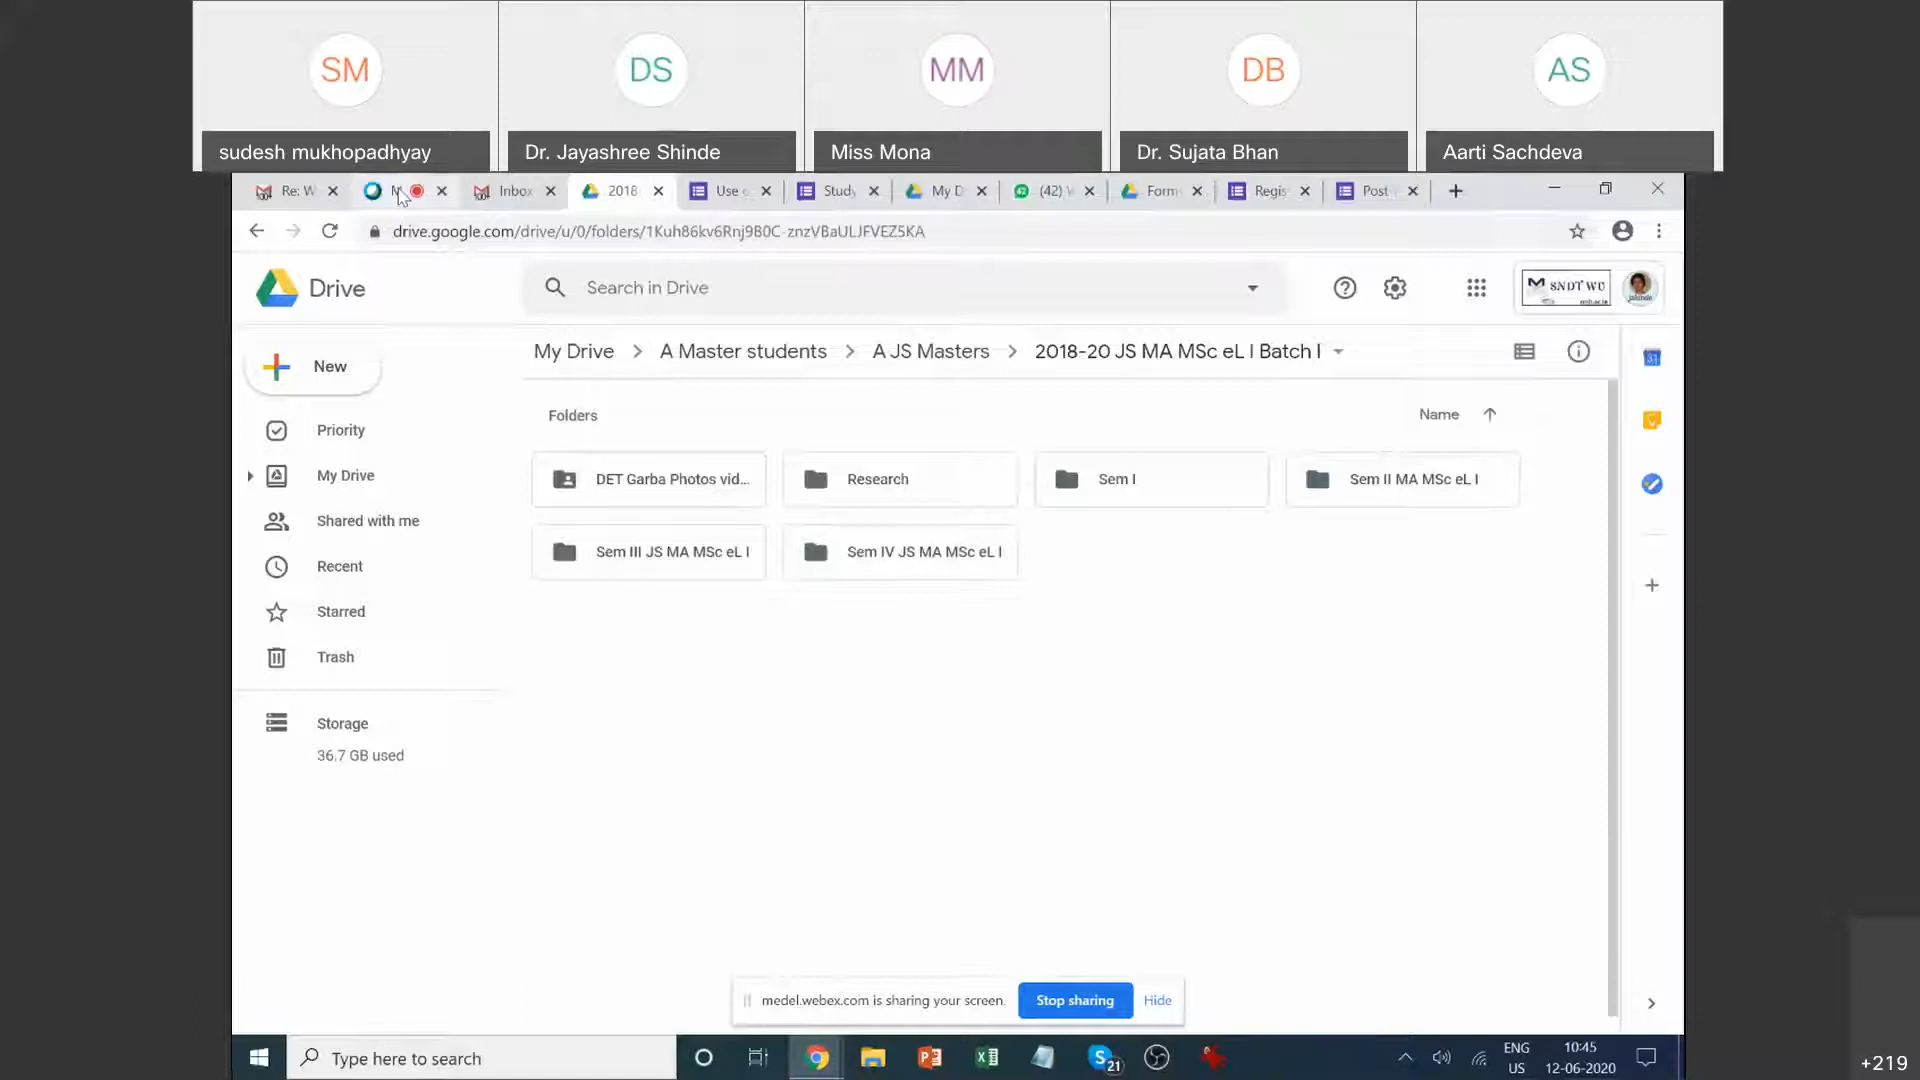 SM
DS
MM
DB
AS
sudesh mukhopadhyay
Dr. Jayashree Shinde
Miss Mona
Dr. Sujata Bhan
Aarti Sachdeva
Re: W
Inbox
2018
Use
Study
My D
(42)
Form
Regis
Post
drive.google.com/drive/u/0/folders/1Kuh86kv6Rnj9B0C-znzVBaULJFVEZ5KA
Drive
Search in Drive
SNDT WU
My Drive
A Master students
A JS Masters
2018-20 JS MA MSc eL I Batch I
New
Folders
Name
Priority
My Drive
Shared with me
Recent
Starred
Trash
Storage
36.7 GB used
DET Garba Photos vid...
Research
Sem I
Sem II MA MSc eL I
Sem III JS MA MSc eL I
Sem IV JS MA MSc eL I
31
medel.webex.com is sharing your screen.
Stop sharing
Hide
Type here to search
21
ENG
US
10:45
12-06-2020
+219